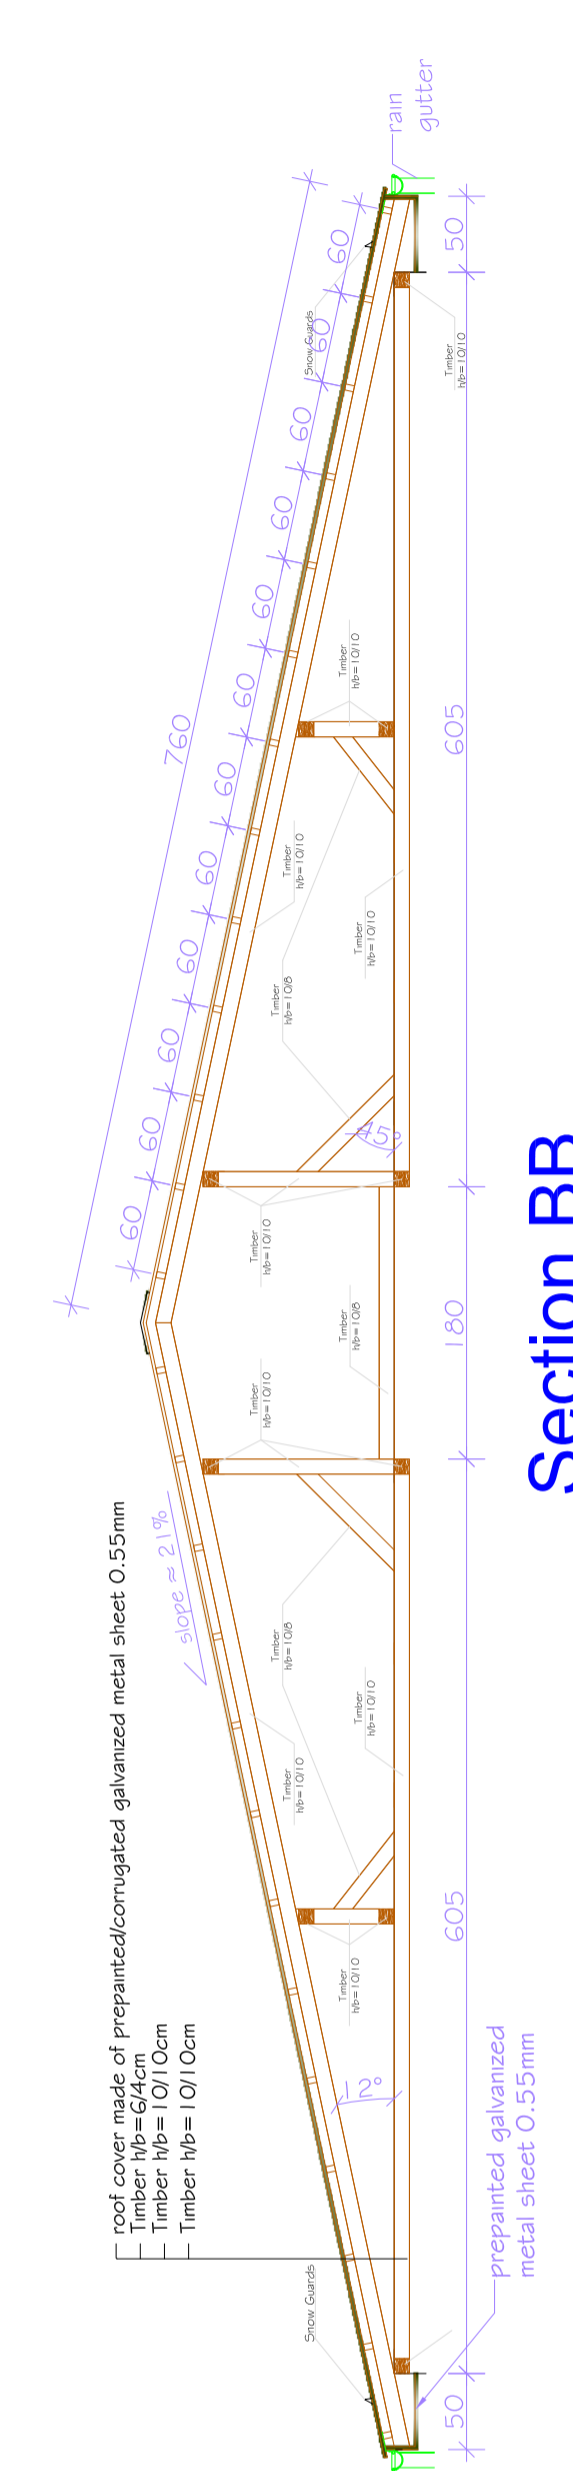 roof cover made of prepainted/corrugated galvanized metal sheet 0.55mm
Timber h/b=6/4cm
Timber h/b=10/10cm
Timber h/b=10/10cm
slope ≈ 21%
760
60
60
60
60
60
60
60
60
60
60
60
60
Snow Guards
Snow Guards
rain
gutter
12°
45°
Timber
h/b=10/10
Timber
h/b=10/10
Timber
h/b=10/8
Timber
h/b=10/10
Timber
h/b=10/10
Timber
h/b=10/8
Timber
h/b=10/10
Timber
h/b=10/8
Timber
h/b=10/10
Timber
h/b=10/10
Timber
h/b=10/10
Timber
h/b=10/10
50
605
180
605
50
prepainted galvanized
metal sheet 0.55mm
Section BB